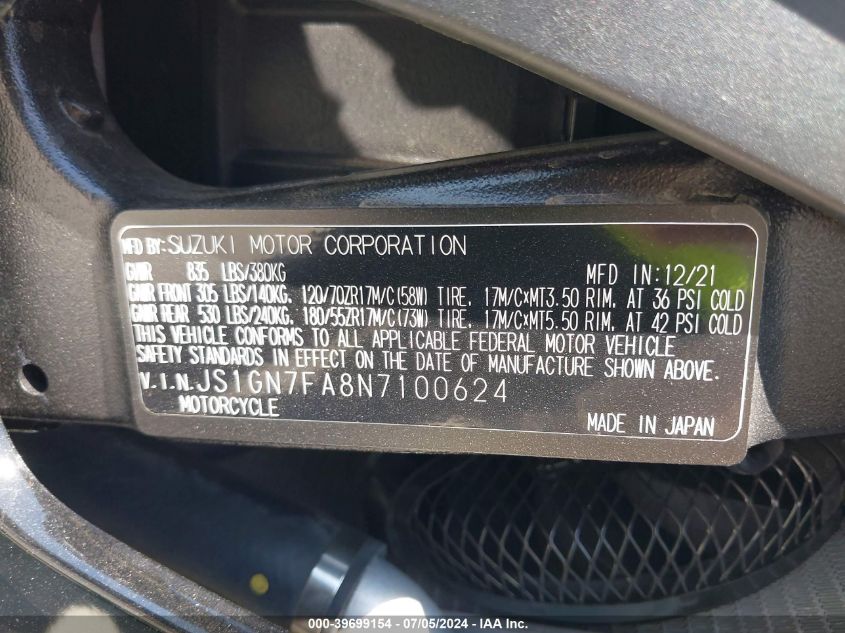 MFD BY: SUZUKI MOTOR CORPORATION
GVWR 835 LBS/380KG MFD IN: 12/21
GAWR FRONT 305 LBS/140KG. 120/70ZR17M/C(58W) TIRE. 17M/C×MT3.50 RIM. AT 36 PSI COLD
GAWR REAR 530 LBS/240KG. 180/55ZR17M/C(73W) TIRE. 17M/C×MT5.50 RIM. AT 42 PSI COLD
THIS VEHICLE CONFORMS TO ALL APPLICABLE FEDERAL MOTOR VEHICLE
SAFETY STANDARDS IN EFFECT ON THE DATE OF MANUFACTURE SHOWN ABOVE.
V.I.N. JS1GN7FA8N7100624
MOTORCYCLE
MADE IN JAPAN
000-39699154 - 07/05/2024 - IAA Inc.